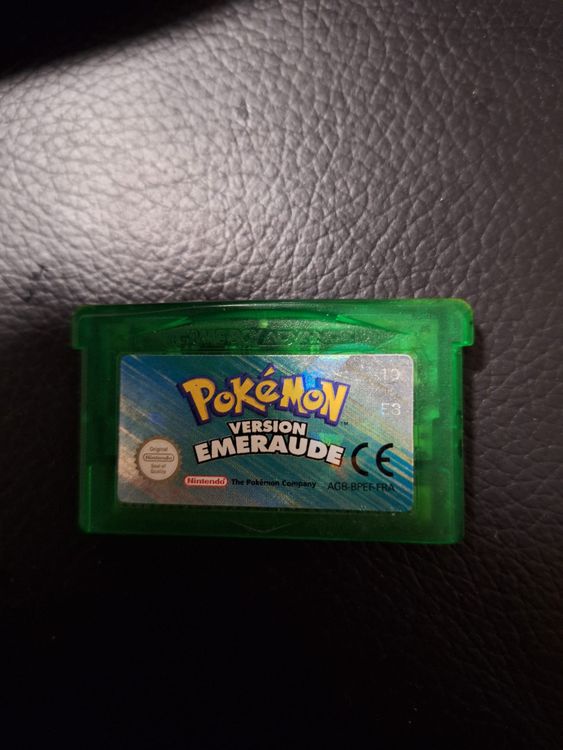 GAME BOY ADVANCE
POKéMON
™
VERSION
EMERAUDE
CE
Original
Nintendo
Seal of
Quality
Nintendo The Pokémon Company
AGB-BPEF-FRA